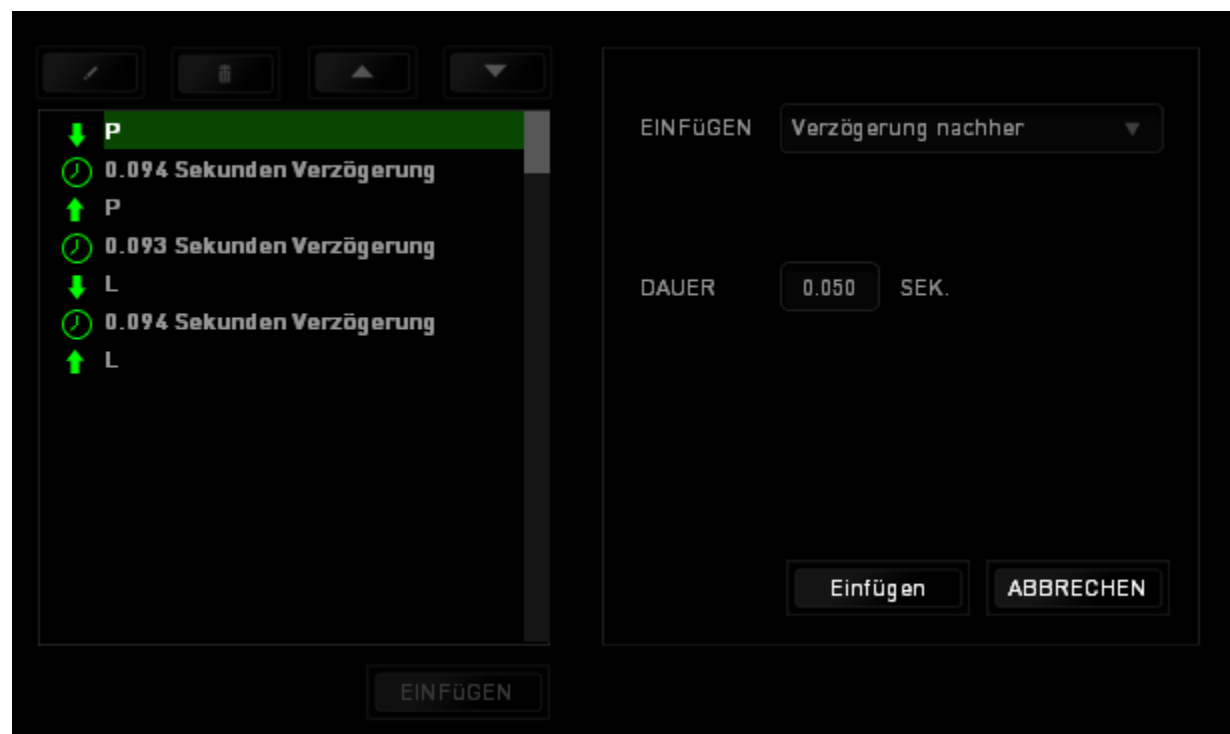 P
0.094 Sekunden Verzögerung
P
0.093 Sekunden Verzögerung
L
0.094 Sekunden Verzögerung
L
EINFüGEN
EINFüGEN Verzögerung nachher
DAUER 0.050 SEK.
Einfügen ABBRECHEN